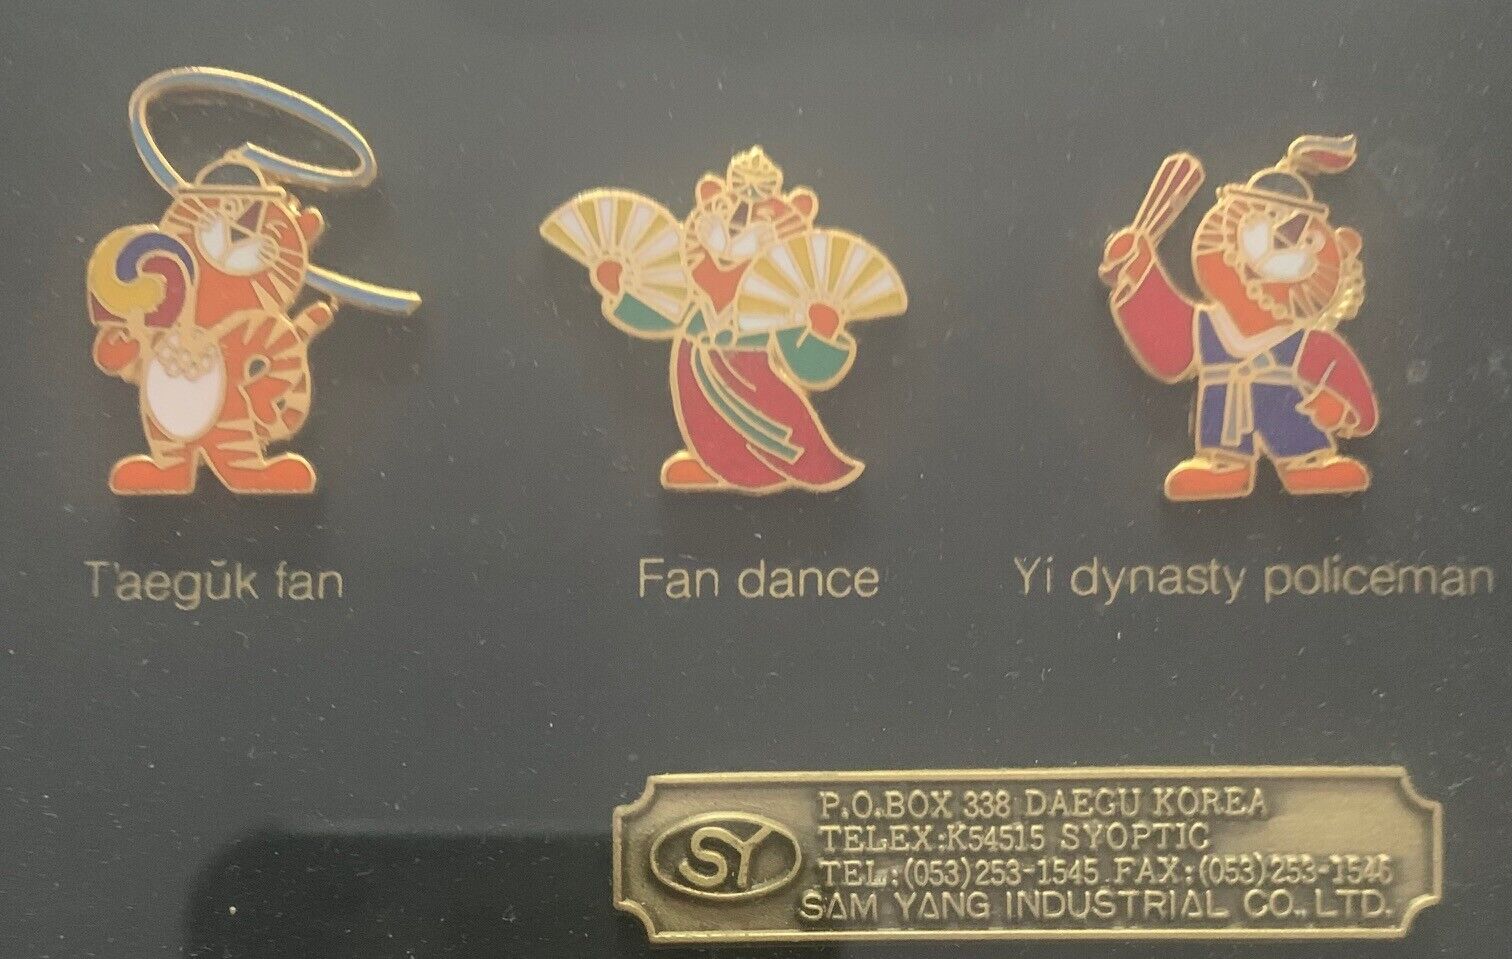 T'aegŭk fan
Fan dance
Yi dynasty policeman
SY
P.O.BOX 338 DAEGU KOREA
TELEX:K54515 SYOPTIC
TEL:(053)253-1545 FAX:(053)253-1546
SAM YANG INDUSTRIAL CO., LTD.